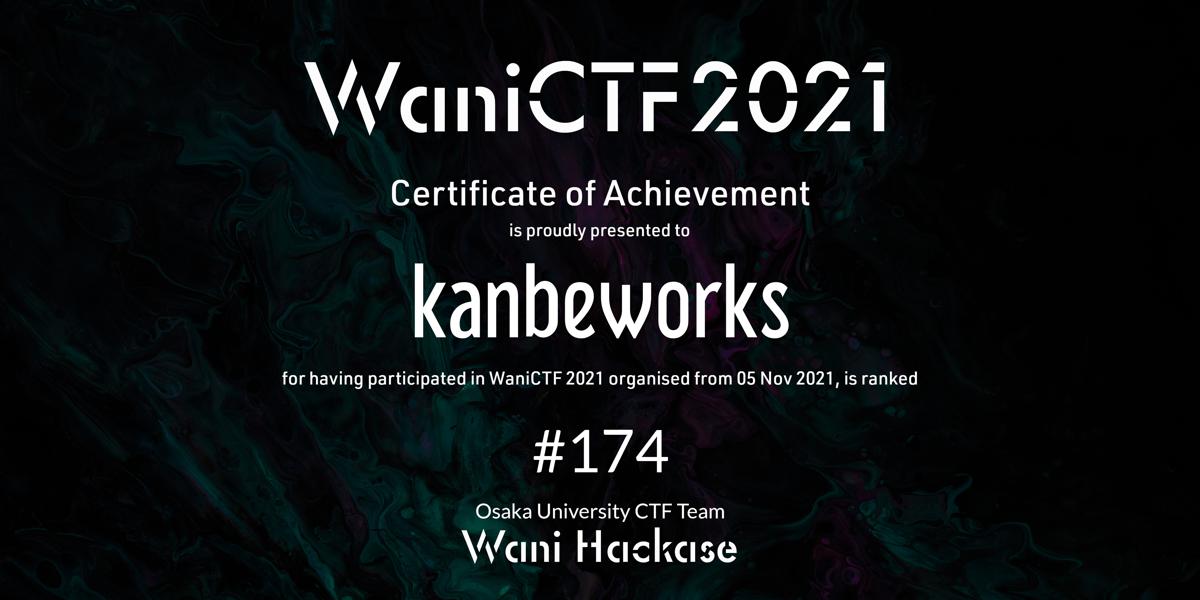 WaniCTF2021
Certificate of Achievement
is proudly presented to
kanbeworks
for having participated in WaniCTF 2021 organised from 05 Nov 2021, is ranked
#174
Osaka University CTF Team
Wani Hackase